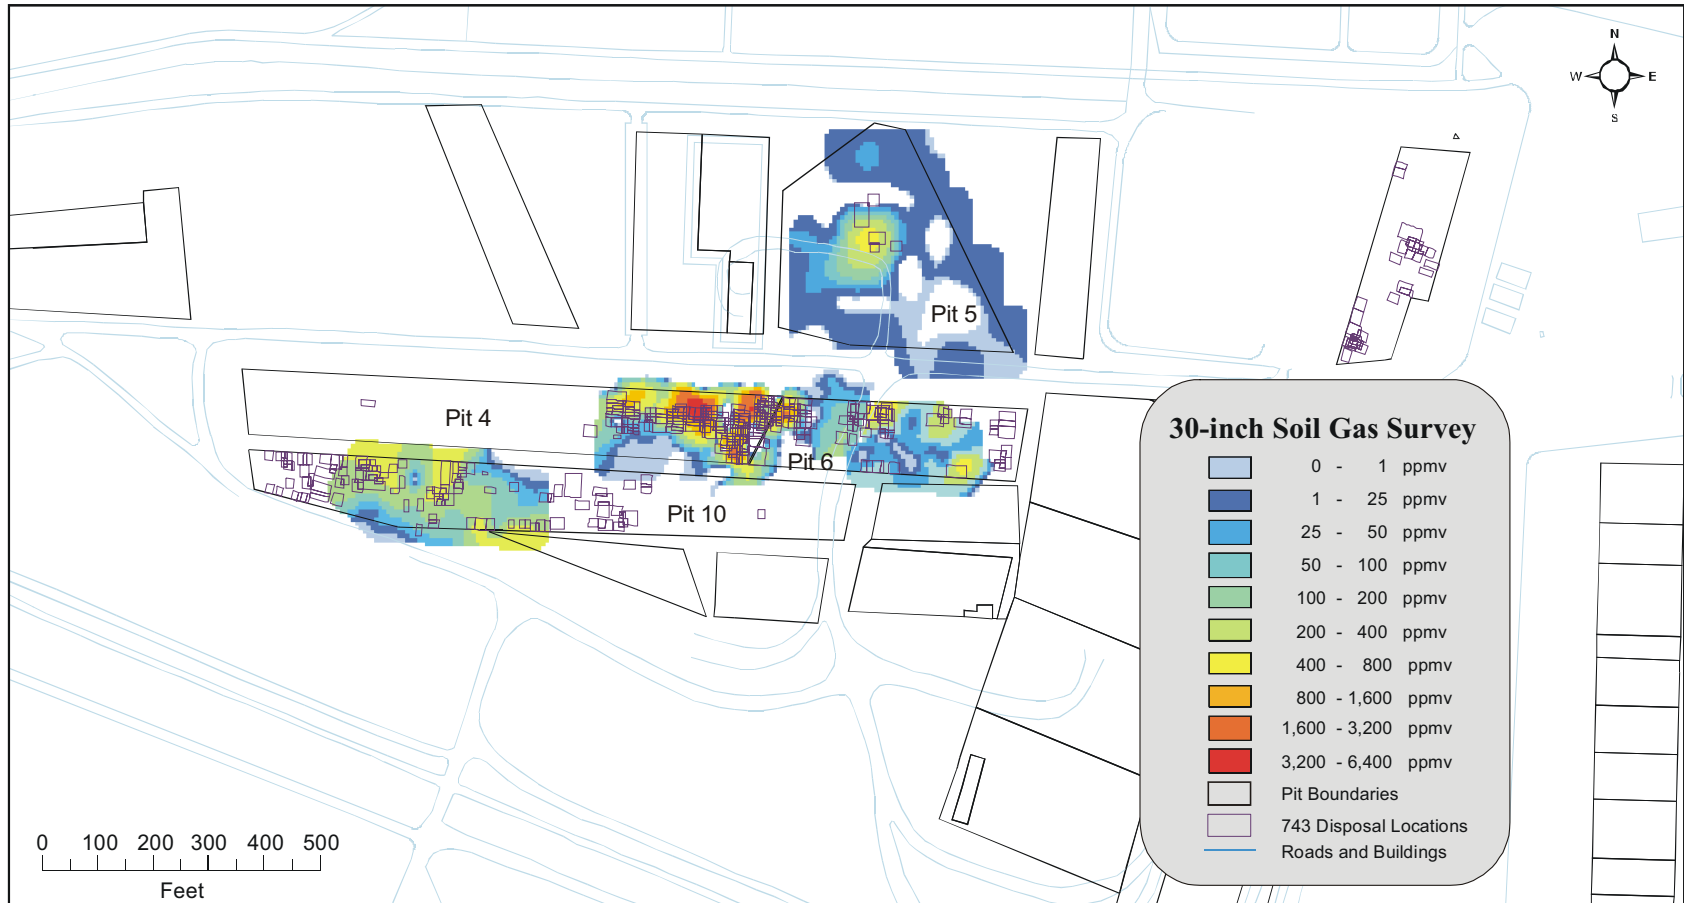 N
W E
S
Pit 5
Pit 4
Pit 6
Pit 10
30-inch Soil Gas Survey
0 - 1 ppmv
1 - 25 ppmv
25 - 50 ppmv
50 - 100 ppmv
100 - 200 ppmv
200 - 400 ppmv
400 - 800 ppmv
800 - 1,600 ppmv
1,600 - 3,200 ppmv
3,200 - 6,400 ppmv
Pit Boundaries
743 Disposal Locations
Roads and Buildings
0 100 200 300 400 500
Feet